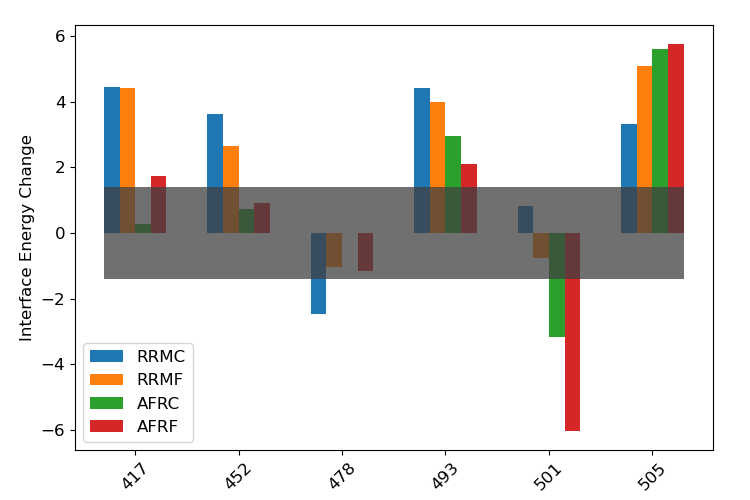 Interface Energy Change
6
4
2
0
−2
−4
−6
RRMC
RRMF
AFRC
AFRF
417
452
478
493
501
505